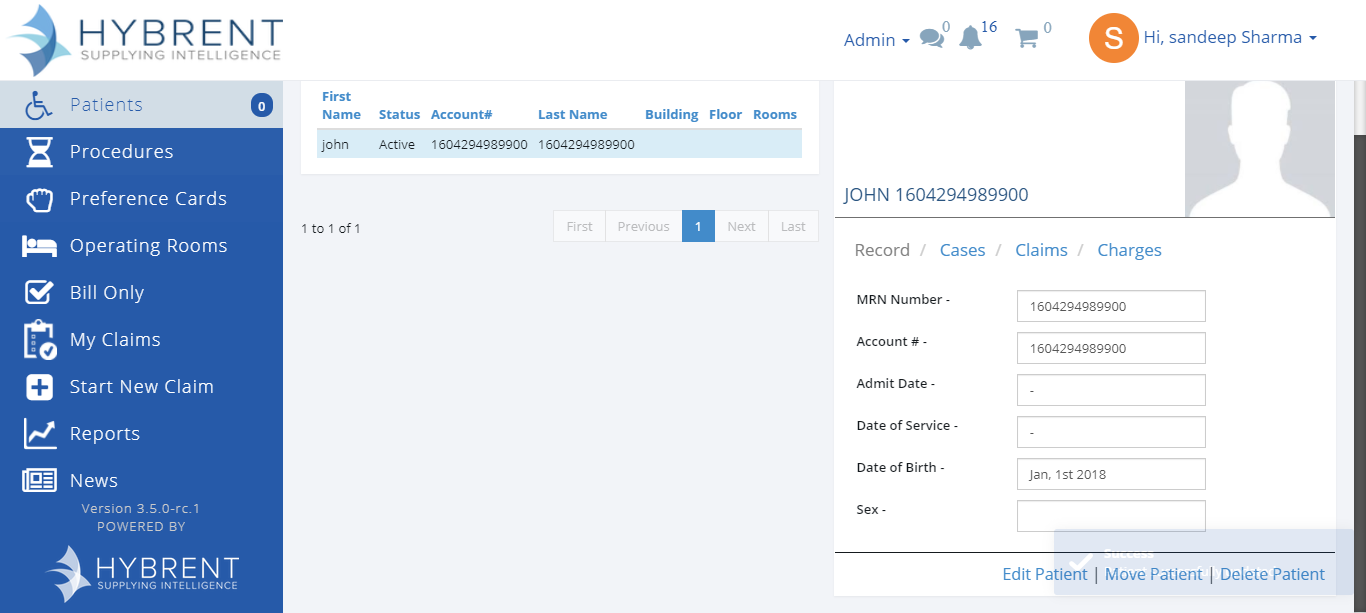 HYBRENT
SUPPLYING INTELLIGENCE
Admin
0
16
0
S
Hi, sandeep Sharma
Patients
0
Procedures
Preference Cards
Operating Rooms
Bill Only
My Claims
Start New Claim
Reports
News
Version 3.5.0-rc.1
POWERED BY
HYBRENT
SUPPLYING INTELLIGENCE
First Name Status Account# Last Name Building Floor Rooms
john Active 1604294989900 1604294989900
1 to 1 of 1
First Previous 1 Next Last
JOHN 1604294989900
Record / Cases / Claims / Charges
MRN Number - 1604294989900
Account # - 1604294989900
Admit Date - -
Date of Service - -
Date of Birth - Jan, 1st 2018
Sex -
Success
Edit Patient | Move Patient | Delete Patient